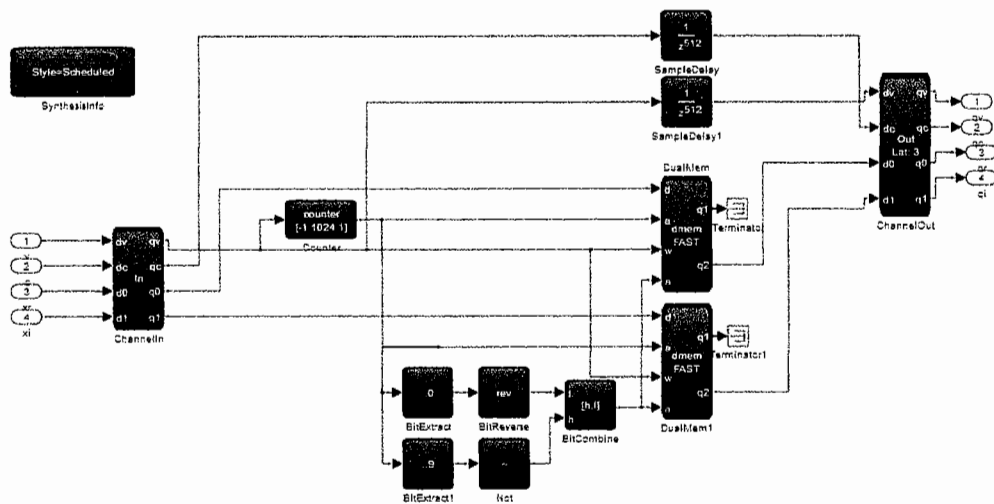 Style=Scheduled
SynthesisInfo
1
z^512
SampleDelay
1
z^512
SampleDelay1
dv qv
dc qc
d0 q0
d1 q1
Out
Lat: 3
ChannelOut
1
2
3
4
qi
counter
[-1 1024 1]
Counter
DualMem
d
a
w
a
q1
q2
dmem
FAST
Terminator
1
2
3
4
xr
xi
dv qv
dc qc
d0 q0
d1 q1
In
ChannelIn
d
a
w
a
q1
q2
dmem
FAST
Terminator1
DualMem1
0
BitExtract
rev
BitReverse
[h,l]
h
BitCombine
9
BitExtract1
~
Not